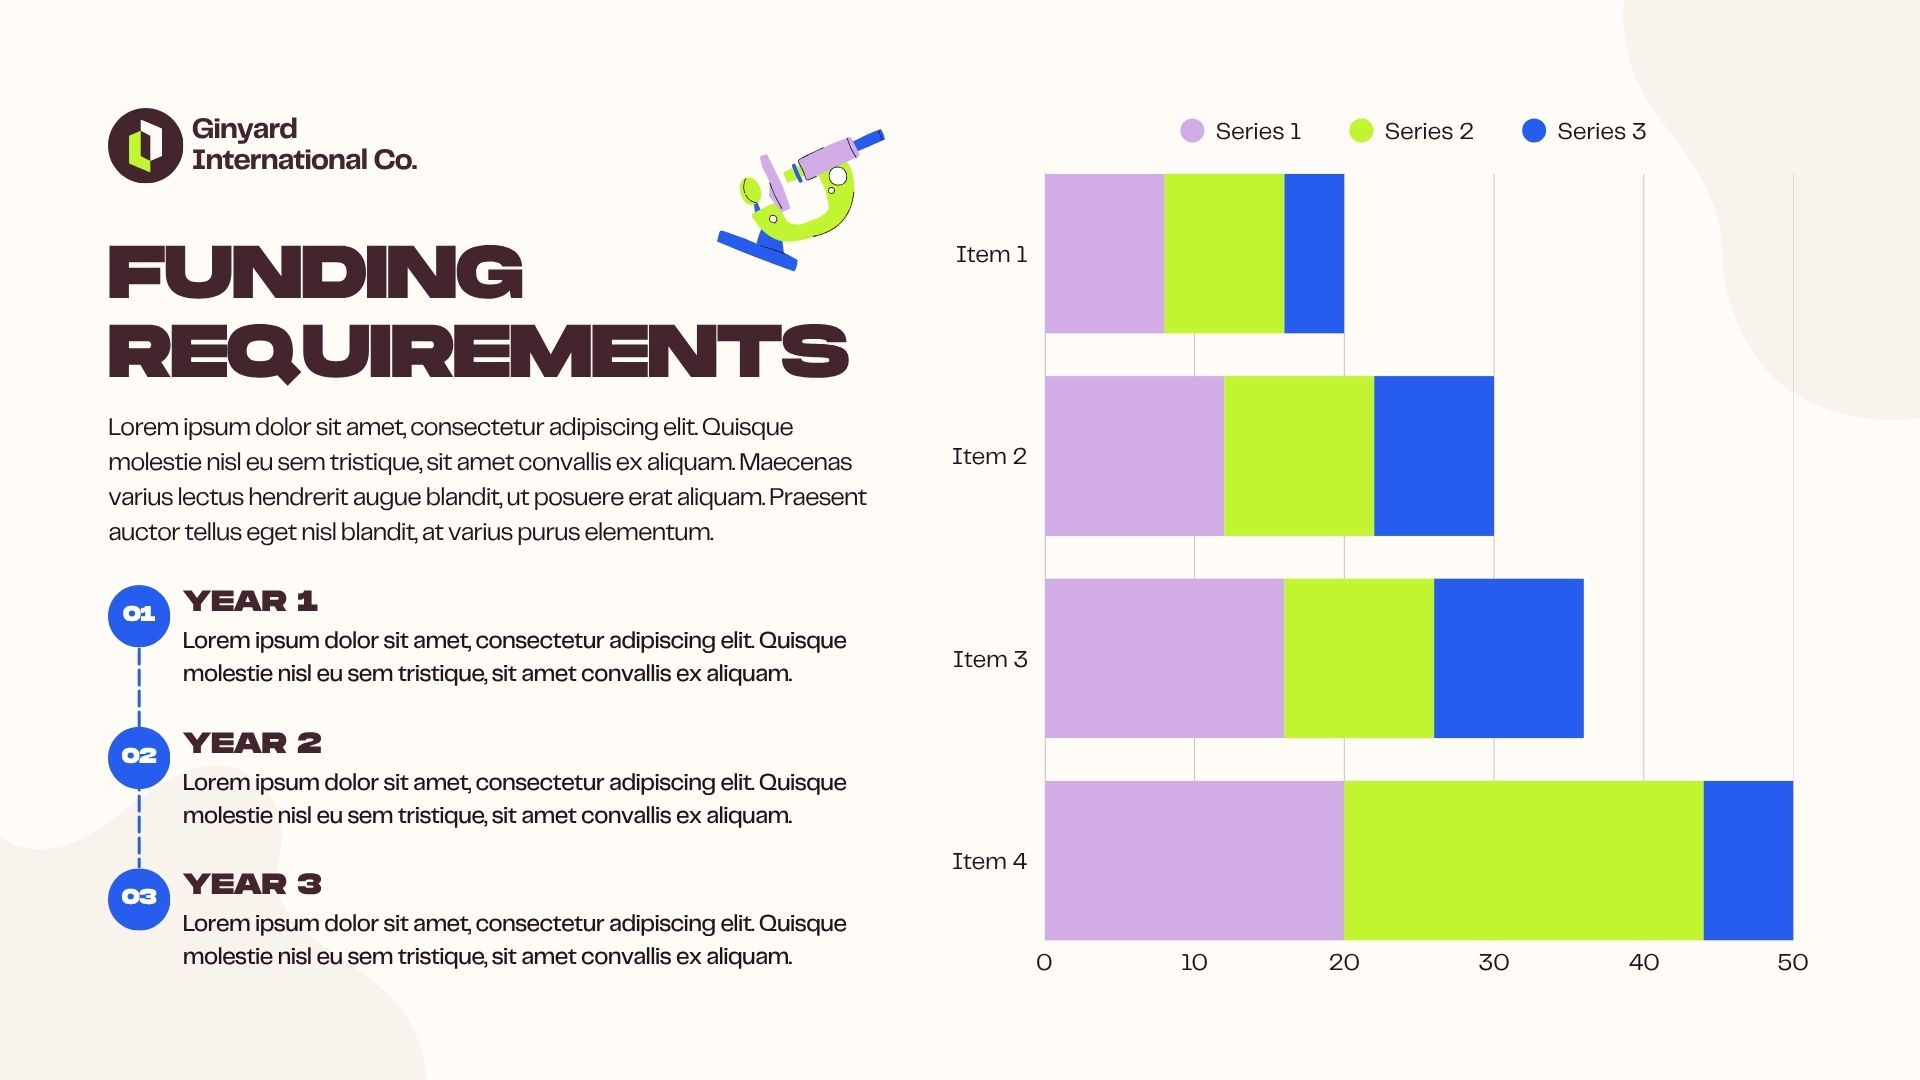 Ginyard
International Co.
FUNDING
REQUIREMENTS
Lorem ipsum dolor sit amet, consectetur adipiscing elit. Quisque
molestie nisl eu sem tristique, sit amet convallis ex aliquam. Maecenas
varius lectus hendrerit augue blandit, ut posuere erat aliquam. Praesent
auctor tellus eget nisl blandit, at varius purus elementum.
01
YEAR 1
Lorem ipsum dolor sit amet, consectetur adipiscing elit. Quisque
molestie nisl eu sem tristique, sit amet convallis ex aliquam.
02
YEAR 2
Lorem ipsum dolor sit amet, consectetur adipiscing elit. Quisque
molestie nisl eu sem tristique, sit amet convallis ex aliquam.
03
YEAR 3
Lorem ipsum dolor sit amet, consectetur adipiscing elit. Quisque
molestie nisl eu sem tristique, sit amet convallis ex aliquam.
Series 1 Series 2 Series 3
Item 1
Item 2
Item 3
Item 4
0 10 20 30 40 50